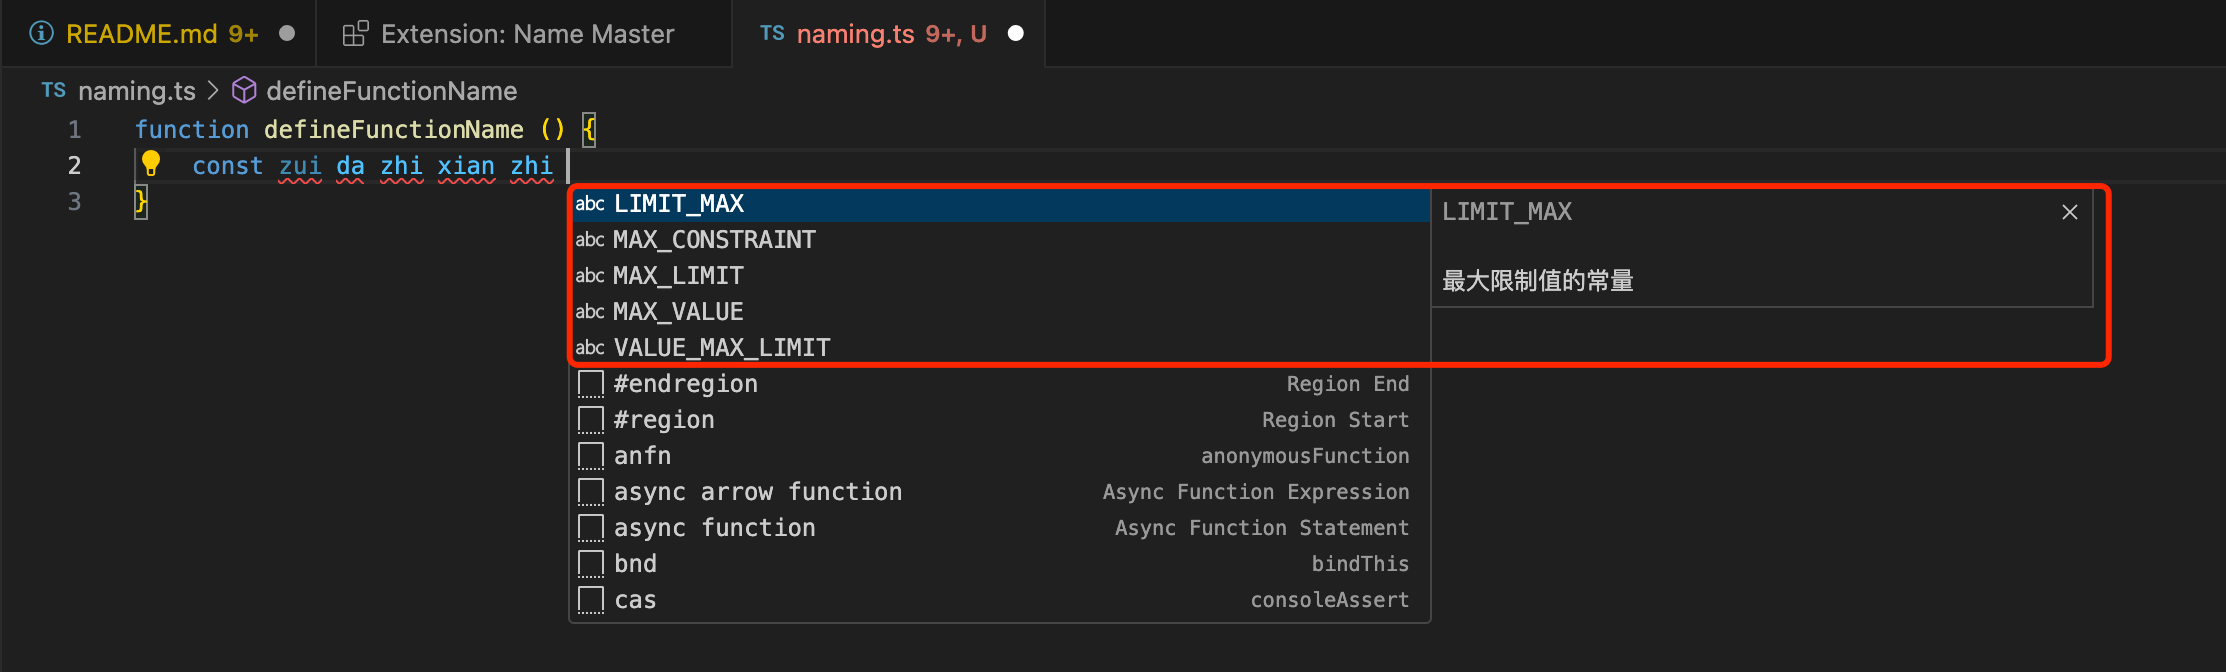 README.md 9+ Extension: Name Master TS naming.ts 9+, U
TS naming.ts > defineFunctionName
1 function defineFunctionName () {
2 const zui da zhi xian zhi
3 }
abc LIMIT_MAX
abc MAX_CONSTRAINT
abc MAX_LIMIT
abc MAX_VALUE
abc VALUE_MAX_LIMIT
#endregion Region End
#region Region Start
anfn anonymousFunction
async arrow function Async Function Expression
async function Async Function Statement
bnd bindThis
cas consoleAssert
LIMIT_MAX
最大限制值的常量